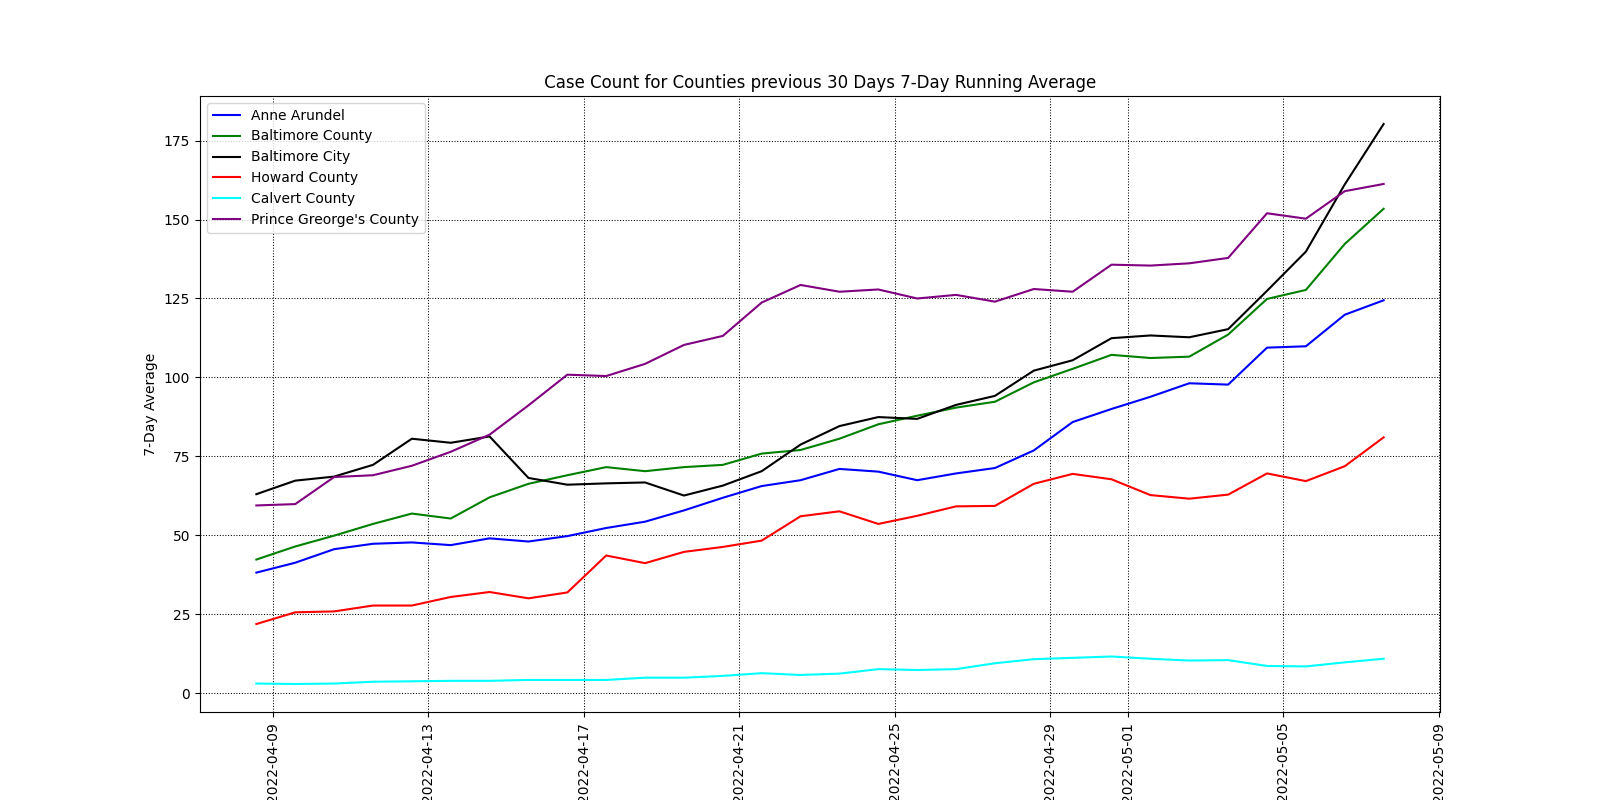 Case Count for Counties previous 30 Days 7-Day Running Average
Anne Arundel
Baltimore County
Baltimore City
Howard County
Calvert County
Prince Greorge's County
7-Day Average
175
150
125
100
75
50
25
0
2022-04-09
2022-04-13
2022-04-17
2022-04-21
2022-04-25
2022-04-29
2022-05-01
2022-05-05
2022-05-09